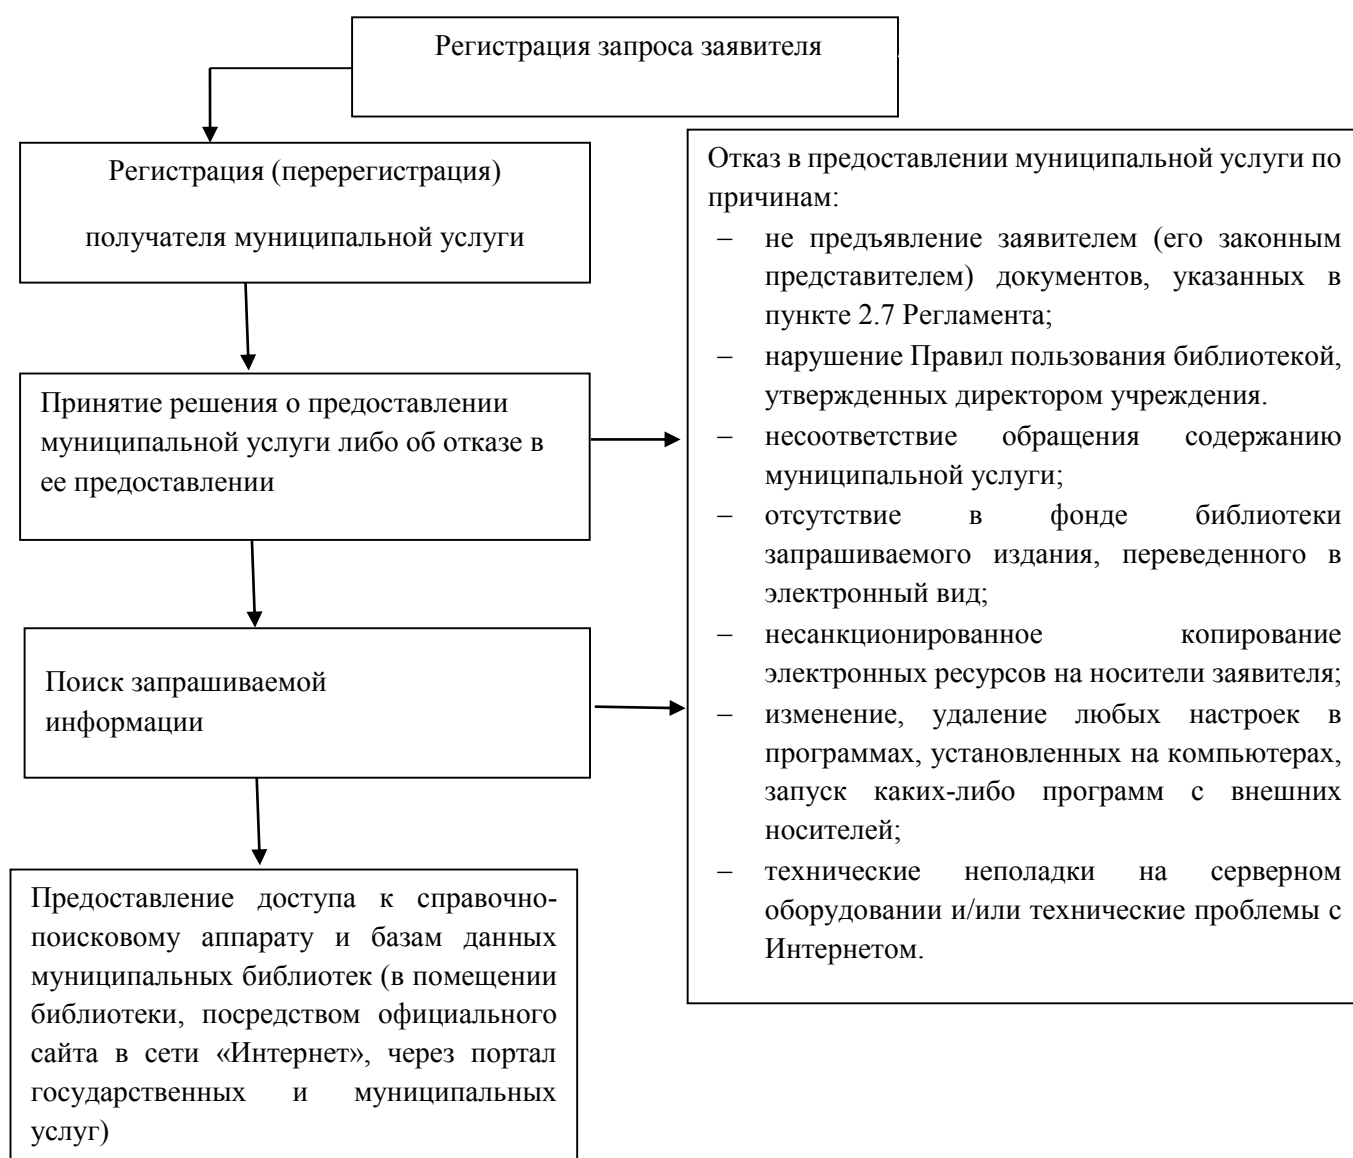 Регистрация запроса заявителя
Регистрация (перерегистрация)
получателя муниципальной услуги
Принятие решения о предоставлении
муниципальной услуги либо об отказе в
ее предоставлении
Поиск запрашиваемой
информации
Предоставление доступа к справочно-
поисковому аппарату и базам данных
муниципальных библиотек (в помещении
библиотеки, посредством официального
сайта в сети «Интернет», через портал
государственных и муниципальных
услуг)
Отказ в предоставлении муниципальной услуги по
причинам:
– не предъявление заявителем (его законным
представителем) документов, указанных в
пункте 2.7 Регламента;
– нарушение Правил пользования библиотекой,
утвержденных директором учреждения.
– несоответствие обращения содержанию
муниципальной услуги;
– отсутствие в фонде библиотеки
запрашиваемого издания, переведенного в
электронный вид;
– несанкционированное копирование
электронных ресурсов на носители заявителя;
– изменение, удаление любых настроек в
программах, установленных на компьютерах,
запуск каких-либо программ с внешних
носителей;
– технические неполадки на серверном
оборудовании и/или технические проблемы с
Интернетом.